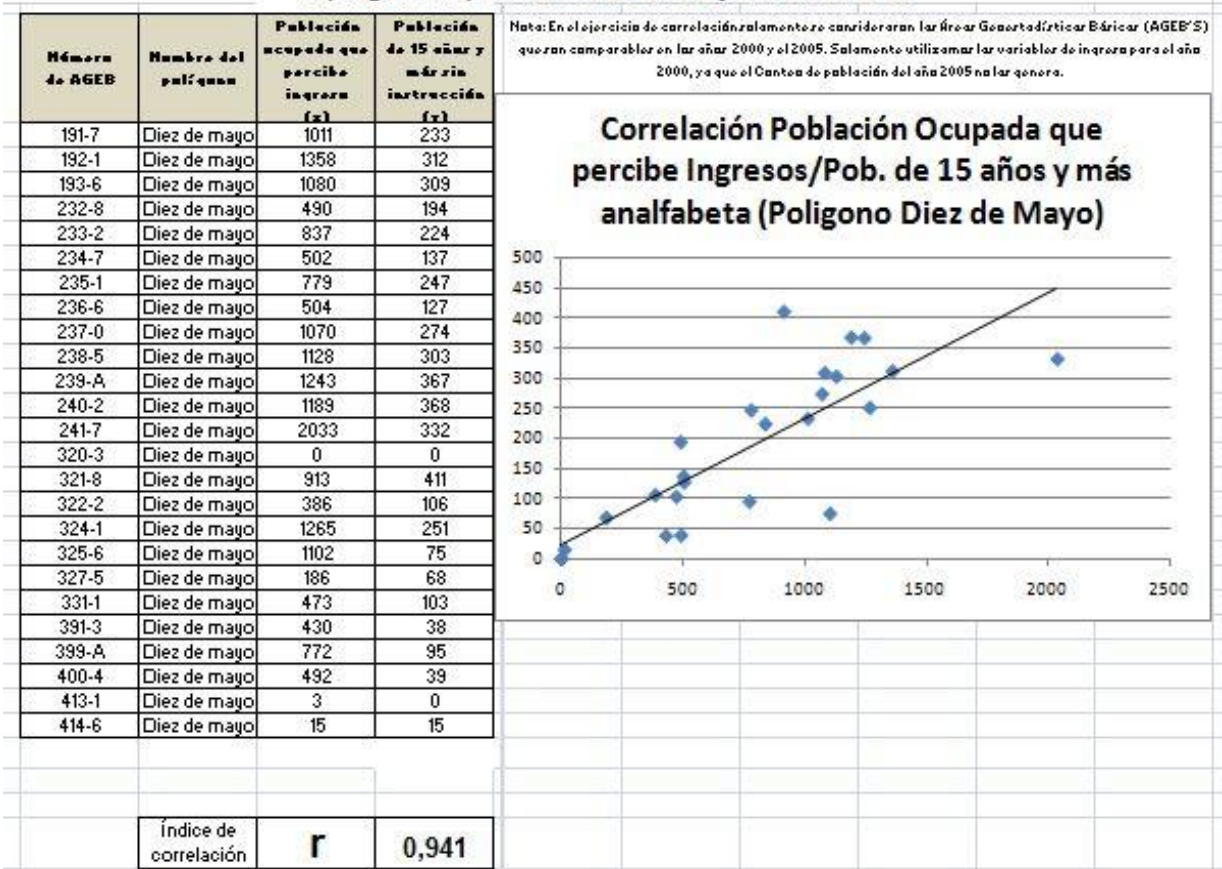 Número de AGEB
Nombre del polígono
Población ocupada que percibe ingresos (x)
Población de 15 años y más sin instrucción (Y)
Nota: En el ejercicio de correlación solamente se consideraron las Áreas Geoestadísticas Básicas (AGEB'S)
que son comparables en los años 2000 y el 2005. Solamente utilizamos las variables de ingreso para el año
2000, ya que el Conteo de población del año 2005 no las genera.
191-7 Diez de mayo 1011 233
192-1 Diez de mayo 1358 312
193-6 Diez de mayo 1080 309
232-8 Diez de mayo 490 194
233-2 Diez de mayo 837 224
234-7 Diez de mayo 502 137
235-1 Diez de mayo 779 247
236-6 Diez de mayo 504 127
237-0 Diez de mayo 1070 274
238-5 Diez de mayo 1128 303
239-A Diez de mayo 1243 367
240-2 Diez de mayo 1189 368
241-7 Diez de mayo 2033 332
320-3 Diez de mayo 0 0
321-8 Diez de mayo 913 411
322-2 Diez de mayo 386 106
324-1 Diez de mayo 1265 251
325-6 Diez de mayo 1102 75
327-5 Diez de mayo 186 68
331-1 Diez de mayo 473 103
391-3 Diez de mayo 430 38
399-A Diez de mayo 772 95
400-4 Diez de mayo 492 39
413-1 Diez de mayo 3 0
414-6 Diez de mayo 15 15
Índice de
correlación
r
0,941
Correlación Población Ocupada que
percibe Ingresos/Pob. de 15 años y más
analfabeta (Poligono Diez de Mayo)
500
450
400
350
300
250
200
150
100
50
0
0 500 1000 1500 2000 2500